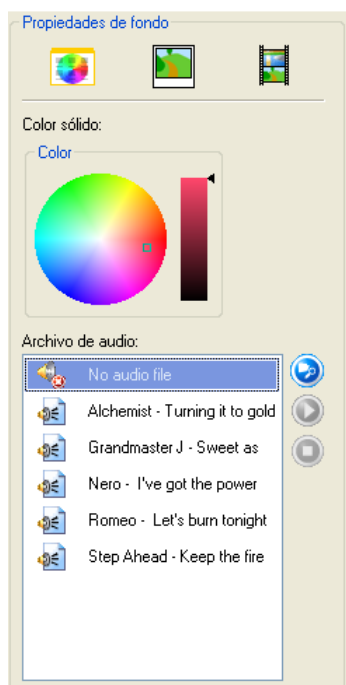 Propiedades de fondo
Color sólido:
Color
Archivo de audio:
No audio file
Alchemist - Turning it to gold
Grandmaster J - Sweet as
Nero - I've got the power
Romeo - Let's burn tonight
Step Ahead - Keep the fire